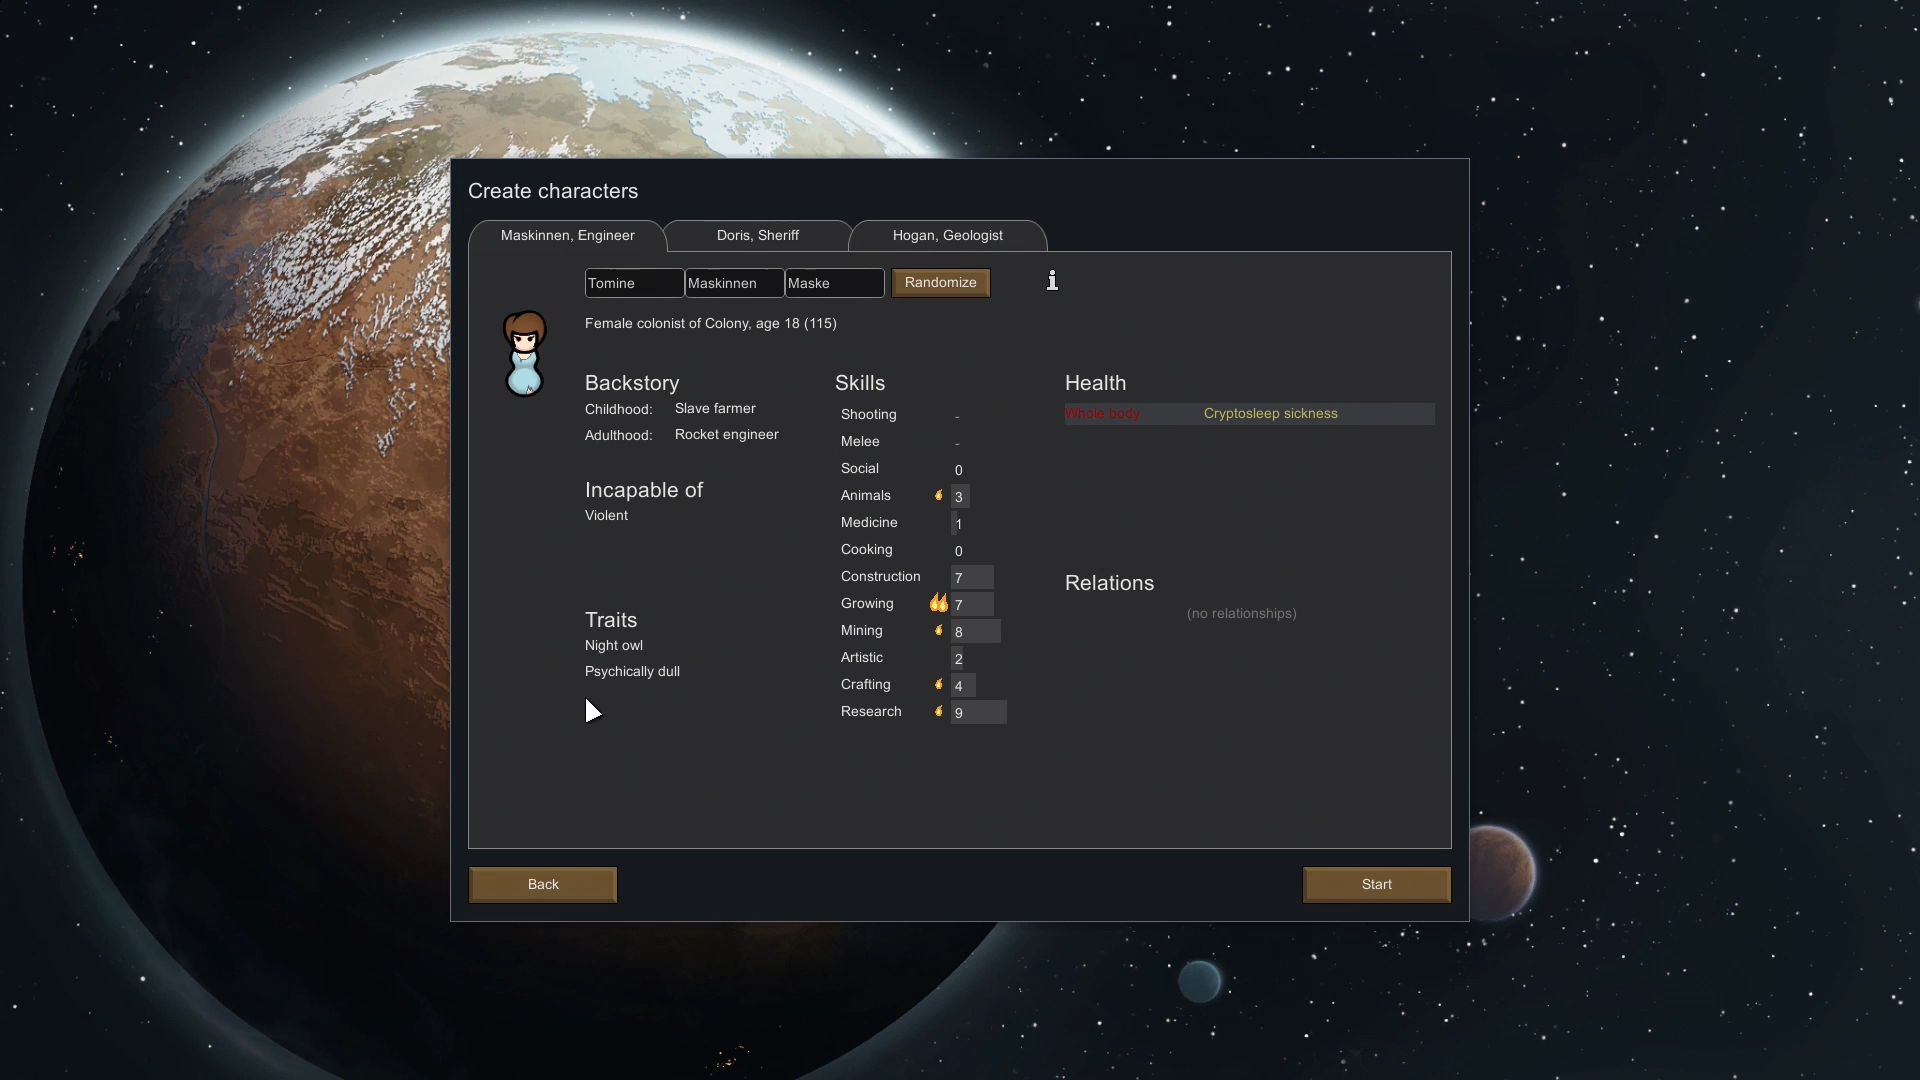 Create characters
Maskinnen, Engineer
Doris, Sheriff
Hogan, Geologist
Tomine
Maskinnen
Maske
Randomize
Female colonist of Colony, age 18 (115)
Backstory
Childhood: Slave farmer
Adulthood: Rocket engineer
Incapable of
Violent
Traits
Night owl
Psychically dull
Skills
Shooting -
Melee -
Social 0
Animals 3
Medicine 1
Cooking 0
Construction 7
Growing 7
Mining 8
Artistic 2
Crafting 4
Research 9
Health
Whole body Cryptosleep sickness
Relations
(no relationships)
Back
Start